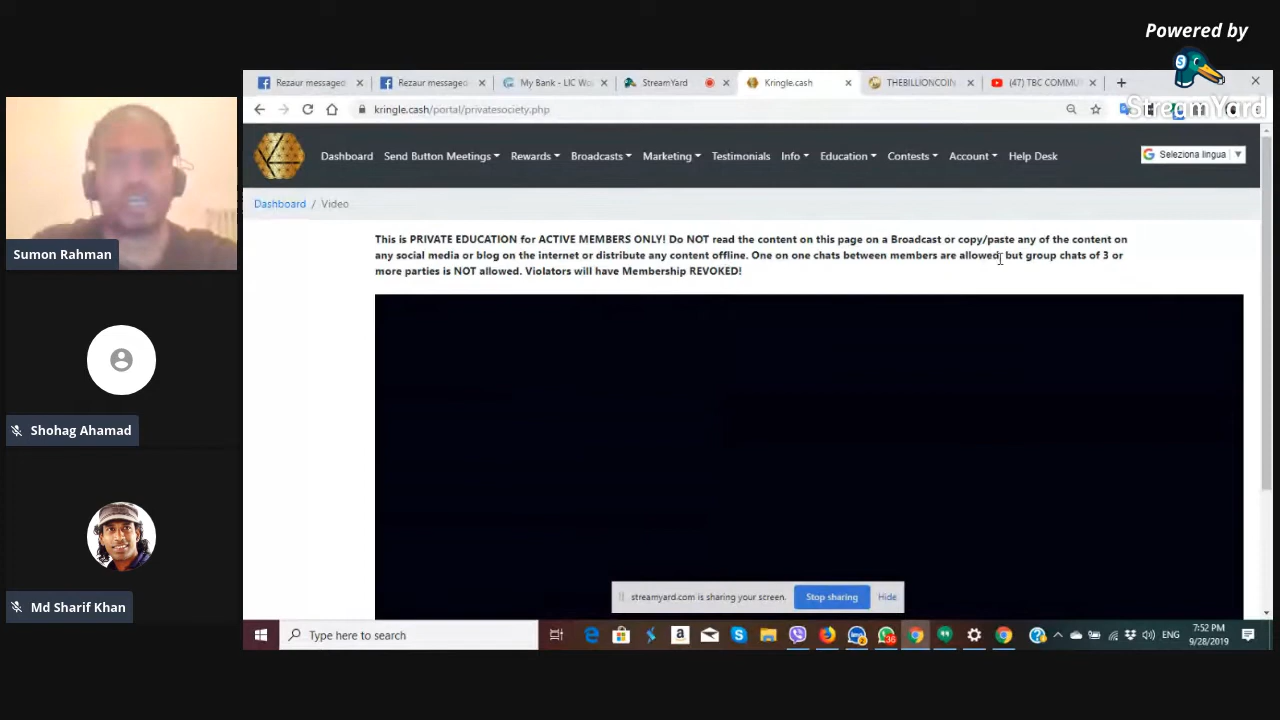 Powered by
StreamYard
Rezaur messaged
Rezaur messaged
My Bank - LIC Wo
StreamYard
Kringle.cash
THEBILLIONCOIN
(47) TBC COMMU
kringle.cash/portal/privatesociety.php
Dashboard Send Button Meetings Rewards Broadcasts Marketing Testimonials Info Education Contests Account Help Desk
Seleziona lingua
Dashboard / Video
This is PRIVATE EDUCATION for ACTIVE MEMBERS ONLY! Do NOT read the content on this page on a Broadcast or copy/paste any of the content on
any social media or blog on the internet or distribute any content offline. One on one chats between members are allowed, but group chats of 3 or
more parties is NOT allowed. Violators will have Membership REVOKED!
Sumon Rahman
Shohag Ahamad
Md Sharif Khan
streamyard.com is sharing your screen. Stop sharing Hide
Type here to search
36
ENG
7:52 PM
9/28/2019